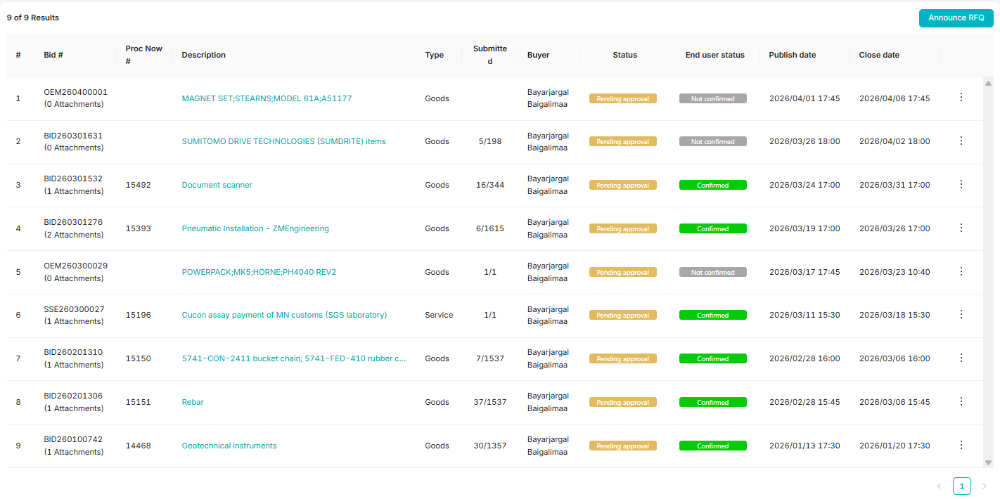 9 of 9 Results
Announce RFQ
# Bid # Proc Now # Description Type Submitted Buyer Status End user status Publish date Close date
1 OEM260400001 (0 Attachments) MAGNET SET;STEARNS;MODEL 61A;A51177 Goods Bayarjargal Baigalimaa Pending approval Not confirmed 2026/04/01 17:45 2026/04/06 17:45
2 BID260301631 (0 Attachments) SUMITOMO DRIVE TECHNOLOGIES (SUMDRITE) items Goods 5/198 Bayarjargal Baigalimaa Pending approval Not confirmed 2026/03/26 18:00 2026/04/02 18:00
3 BID260301532 (1 Attachments) 15492 Document scanner Goods 16/344 Bayarjargal Baigalimaa Pending approval Confirmed 2026/03/24 17:00 2026/03/31 17:00
4 BID260301276 (2 Attachments) 15393 Pneumatic Installation - ZMEngineering Goods 6/1615 Bayarjargal Baigalimaa Pending approval Confirmed 2026/03/19 17:00 2026/03/26 17:00
5 OEM260300029 (0 Attachments) POWERPACK;MK5;HORNE;PH4040 REV2 Goods 1/1 Bayarjargal Baigalimaa Pending approval Not confirmed 2026/03/17 17:45 2026/03/23 10:40
6 SSE260300027 (1 Attachments) 15196 Cucon assay payment of MN customs (SGS laboratory) Service 1/1 Bayarjargal Baigalimaa Pending approval Confirmed 2026/03/11 15:30 2026/03/18 15:30
7 BID260201310 (1 Attachments) 15150 5741-CON-2411 bucket chain; 5741-FED-410 rubber c... Goods 7/1537 Bayarjargal Baigalimaa Pending approval Confirmed 2026/02/28 16:00 2026/03/06 16:00
8 BID260201306 (1 Attachments) 15151 Rebar Goods 37/1537 Bayarjargal Baigalimaa Pending approval Confirmed 2026/02/28 15:45 2026/03/06 15:45
9 BID260100742 (1 Attachments) 14468 Geotechnical instruments Goods 30/1357 Bayarjargal Baigalimaa Pending approval Confirmed 2026/01/13 17:30 2026/01/20 17:30
< 1 >